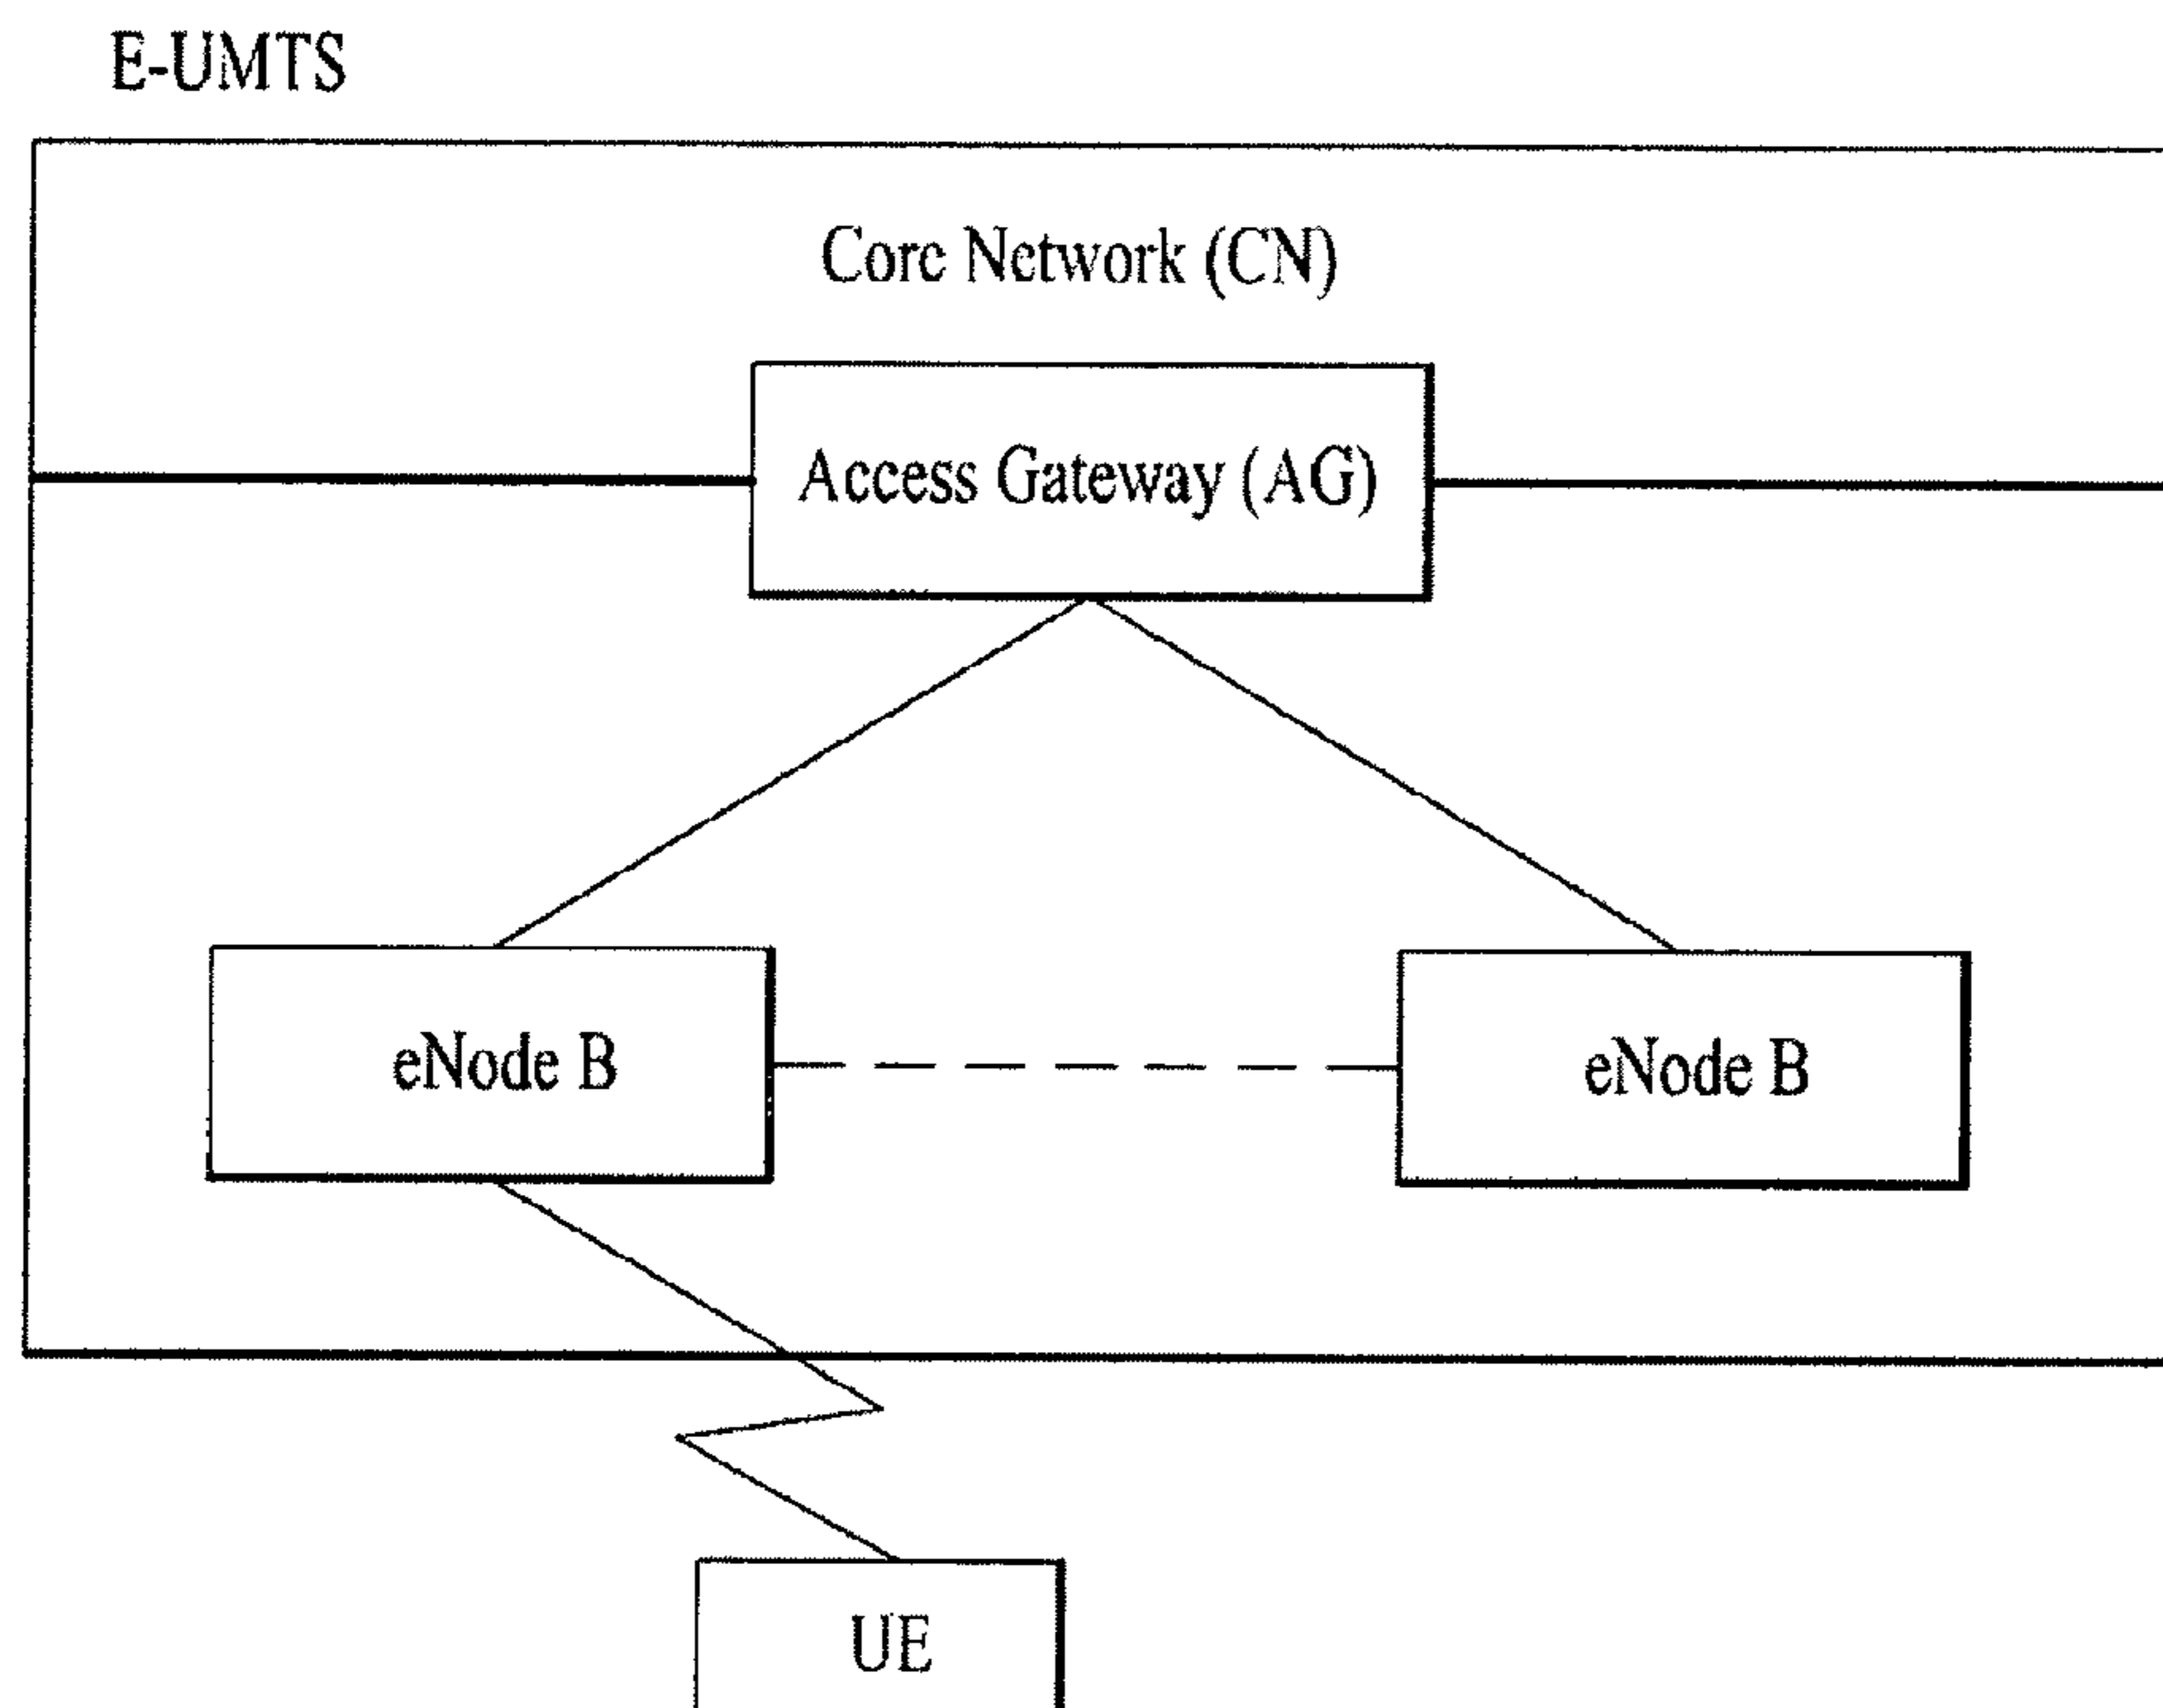 E-UMTS
Core Network (CN)
Access Gateway (AG)
eNode B
eNode B
UE